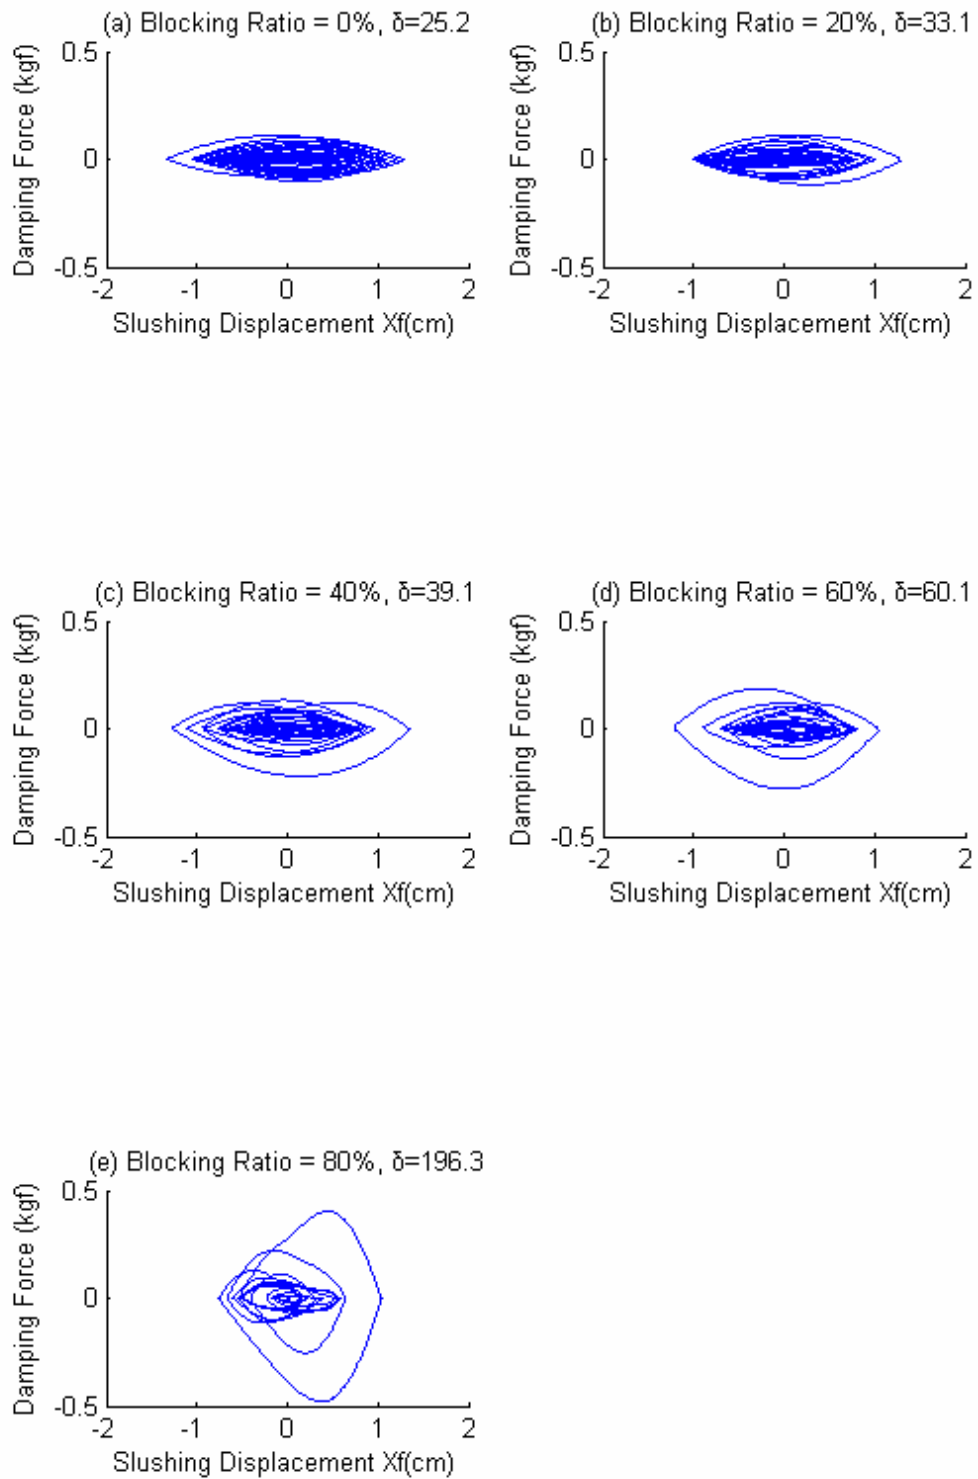 (a) Blocking Ratio = 0%, δ=25.2
Damping Force (kgf)
0.5
0
-0.5
-2 -1 0 1 2
Slushing Displacement Xf(cm)
(b) Blocking Ratio = 20%, δ=33.1
Damping Force (kgf)
0.5
0
-0.5
-2 -1 0 1 2
Slushing Displacement Xf(cm)
(c) Blocking Ratio = 40%, δ=39.1
Damping Force (kgf)
0.5
0
-0.5
-2 -1 0 1 2
Slushing Displacement Xf(cm)
(d) Blocking Ratio = 60%, δ=60.1
Damping Force (kgf)
0.5
0
-0.5
-2 -1 0 1 2
Slushing Displacement Xf(cm)
(e) Blocking Ratio = 80%, δ=196.3
Damping Force (kgf)
0.5
0
-0.5
-2 -1 0 1 2
Slushing Displacement Xf(cm)